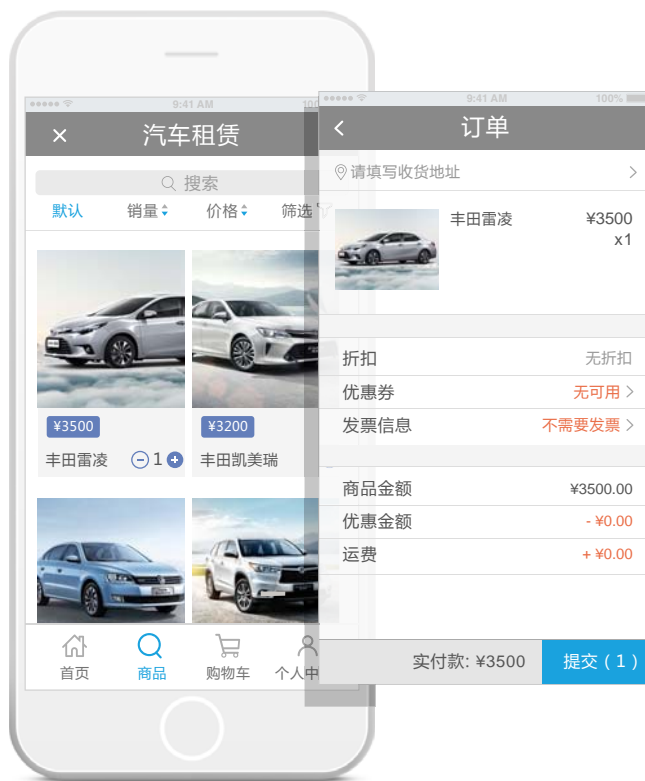 9:41 AM
100
汽车租赁
搜索
默认 销量 价格 筛选
¥3500
¥3200
丰田雷凌 1
丰田凯美瑞
首页 商品 购物车 个人中
9:41 AM 100%
订单
请填写收货地址
丰田雷凌 ¥3500
x1
折扣 无折扣
优惠券 无可用
发票信息 不需要发票
商品金额 ¥3500.00
优惠金额 - ¥0.00
运费 + ¥0.00
实付款: ¥3500 提交 ( 1 )